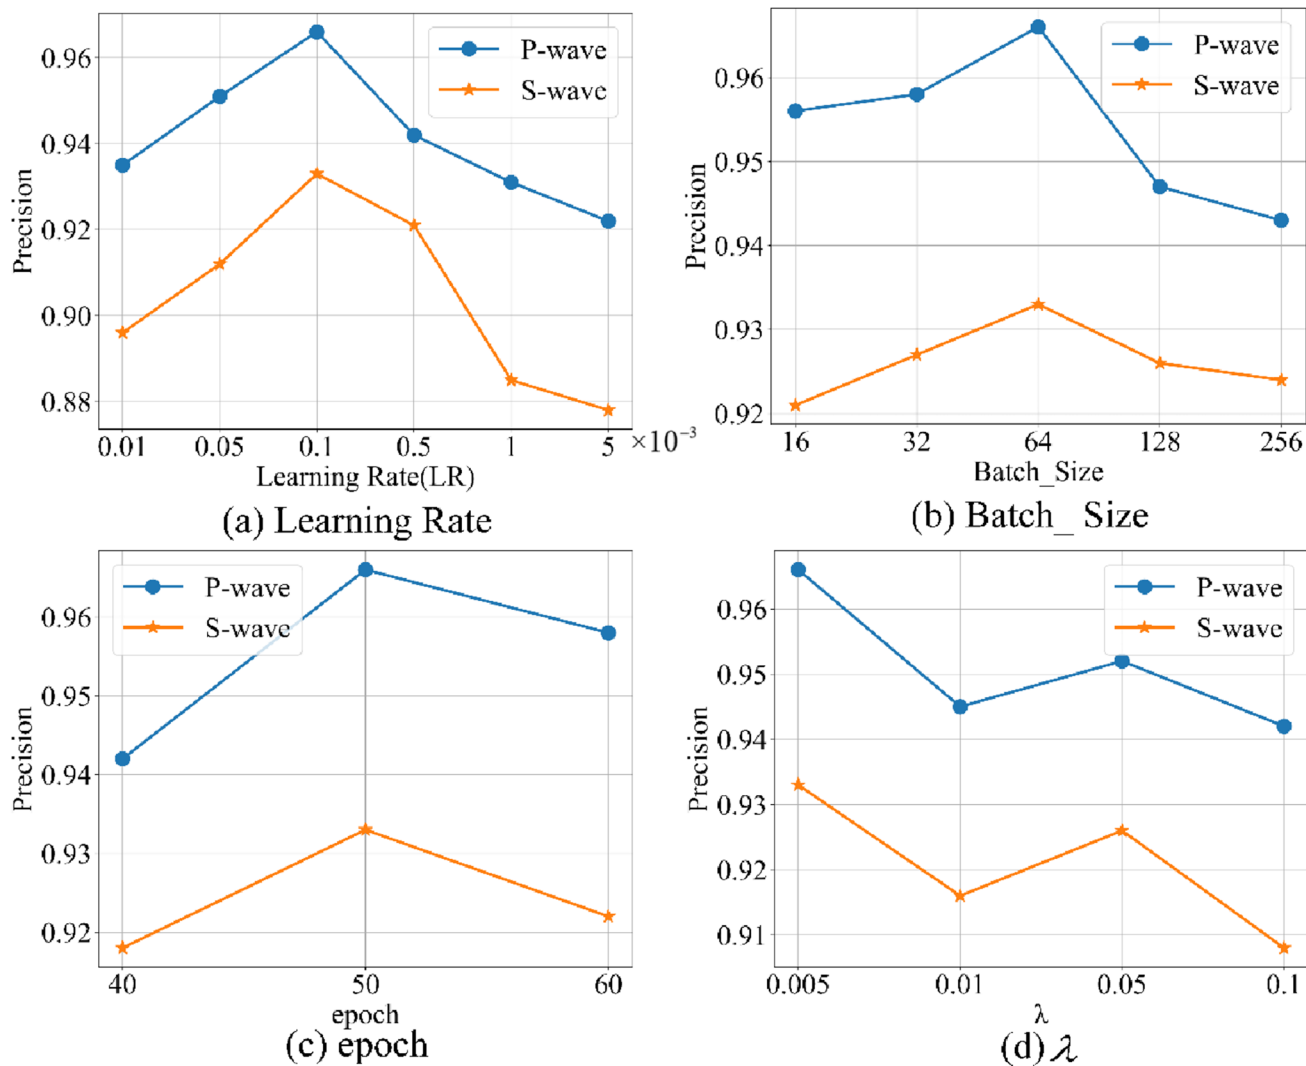 P-wave
S-wave
0.96
0.94
0.92
0.90
0.88
Precision
0.01 0.05 0.1 0.5 1 5 ×10⁻³
Learning Rate(LR)
(a) Learning Rate
P-wave
S-wave
0.96
0.95
0.94
0.93
0.92
Precision
16 32 64 128 256
Batch_Size
(b) Batch_ Size
P-wave
S-wave
0.96
0.95
0.94
0.93
0.92
Precision
40 50 60
epoch
(c) epoch
P-wave
S-wave
0.96
0.95
0.94
0.93
0.92
0.91
Precision
0.005 0.01 0.05 0.1
λ
(d) λ